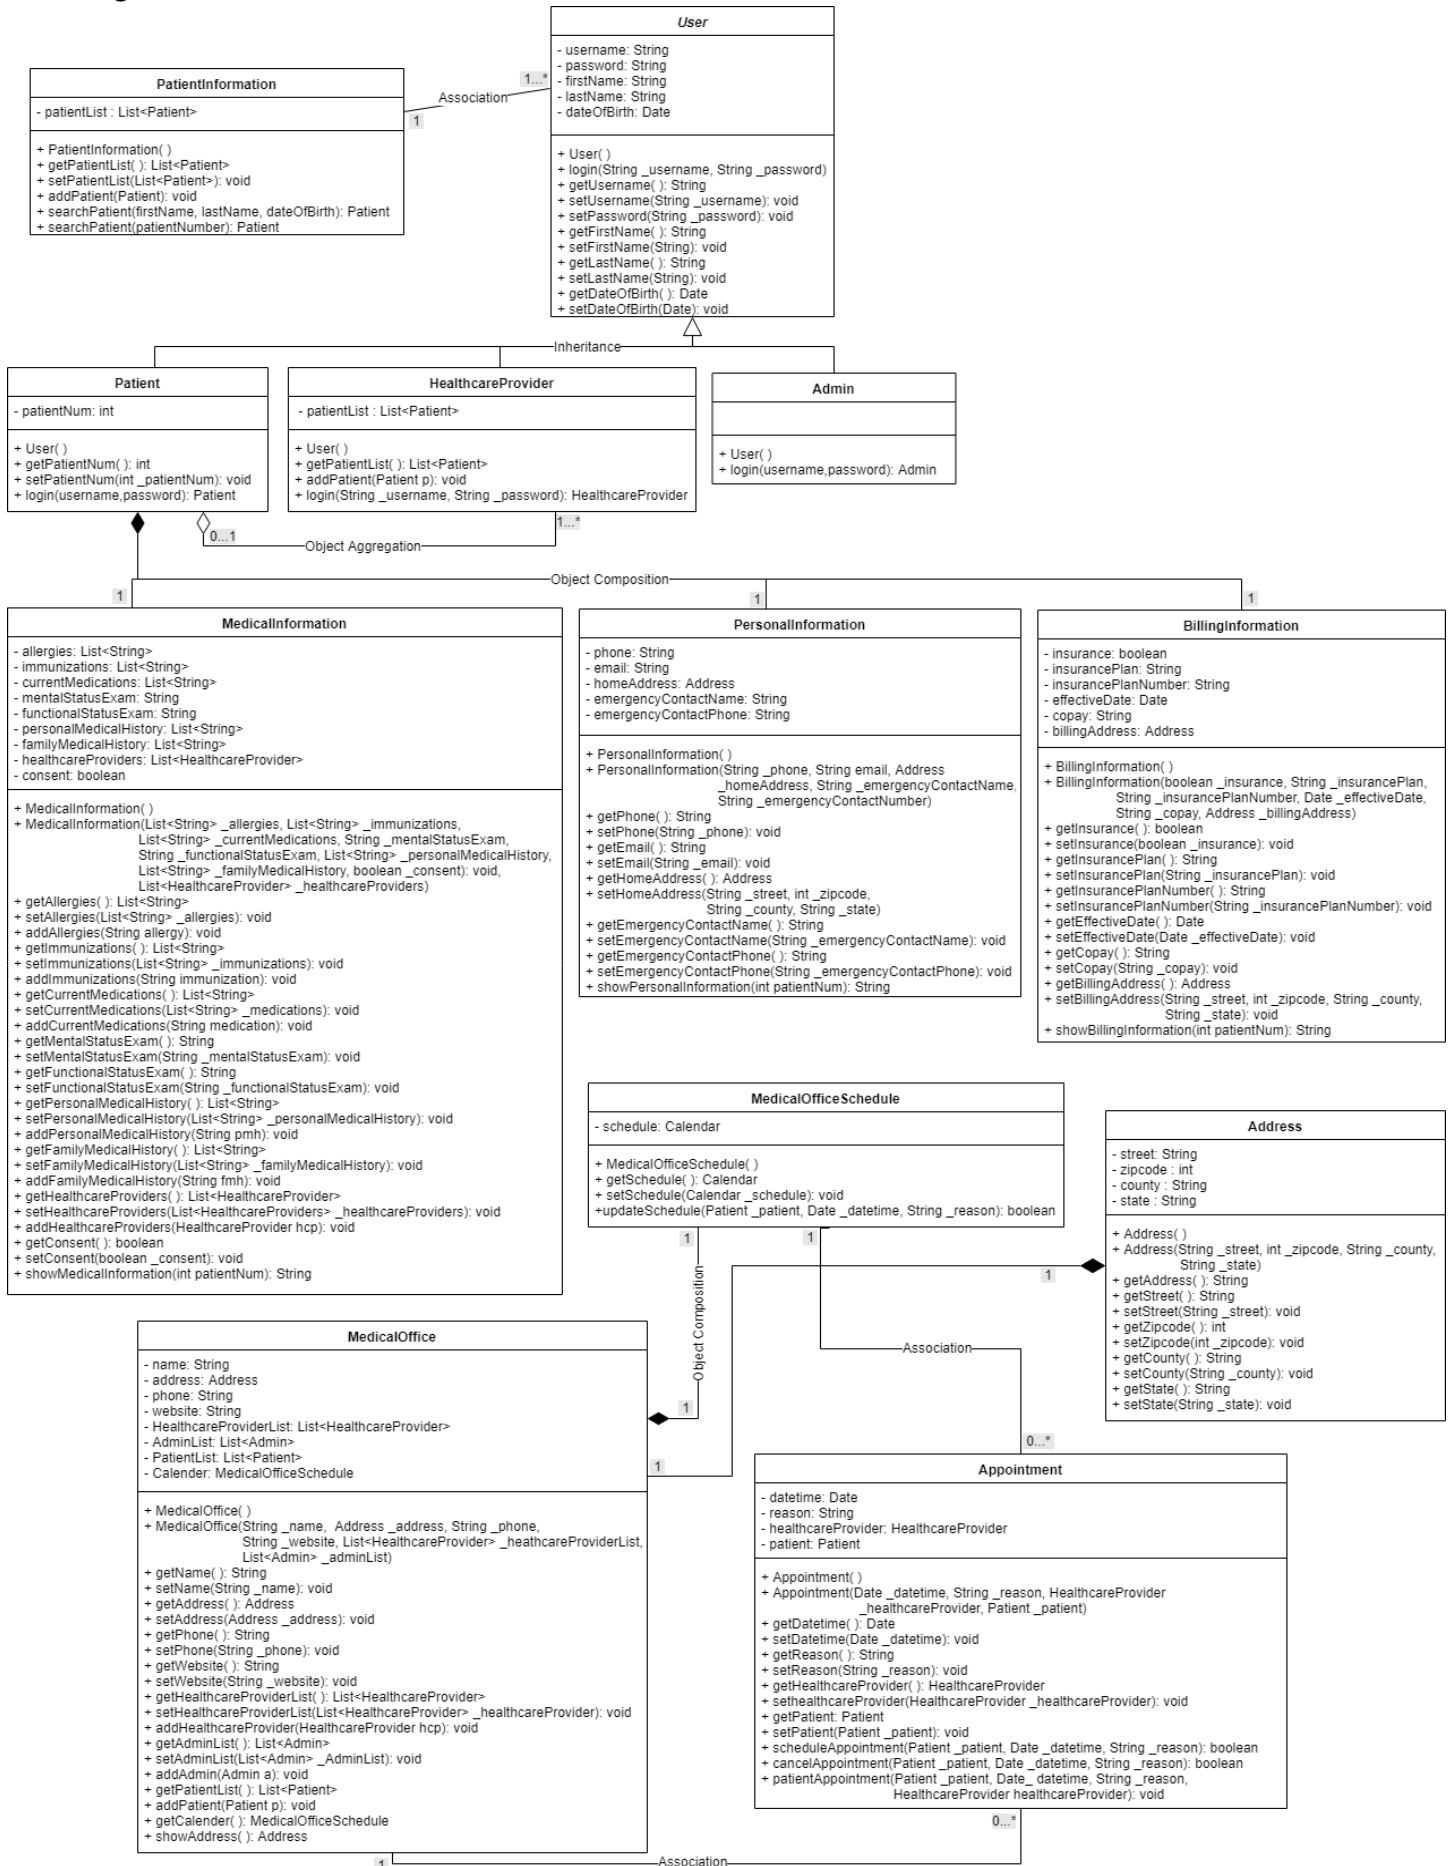 User
- username: String
- password: String
- firstName: String
- lastName: String
- dateOfBirth: Date
+ User( )
+ login(String _username, String _password)
+ getUsername( ): String
+ setUsername(String _username): void
+ setPassword(String _password): void
+ getFirstName( ): String
+ setFirstName(String): void
+ getLastName( ): String
+ setLastName(String): void
+ getDateOfBirth( ): Date
+ setDateOfBirth(Date): void
PatientInformation
- patientList : List<Patient>
+ PatientInformation( )
+ getPatientList( ): List<Patient>
+ setPatientList(List<Patient>): void
+ addPatient(Patient): void
+ searchPatient(firstName, lastName, dateOfBirth): Patient
+ searchPatient(patientNumber): Patient
1...*
Association
1
Inheritance
Patient
- patientNum: int
+ User( )
+ getPatientNum( ): int
+ setPatientNum(int _patientNum): void
+ login(username,password): Patient
HealthcareProvider
- patientList : List<Patient>
+ User( )
+ getPatientList( ): List<Patient>
+ addPatient(Patient p): void
+ login(String _username, String _password): HealthcareProvider
Admin
+ User( )
+ login(username,password): Admin
0...1
Object Aggregation
1...*
Object Composition
1
1
1
MedicalInformation
- allergies: List<String>
- immunizations: List<String>
- currentMedications: List<String>
- mentalStatusExam: String
- functionalStatusExam: String
- personalMedicalHistory: List<String>
- familyMedicalHistory: List<String>
- healthcareProviders: List<HealthcareProvider>
- consent: boolean
+ MedicalInformation( )
+ MedicalInformation(List<String> _allergies, List<String> _immunizations,
List<String> _currentMedications, String _mentalStatusExam,
String _functionalStatusExam, List<String> _personalMedicalHistory,
List<String> _familyMedicalHistory, boolean _consent): void,
List<HealthcareProvider> _healthcareProviders)
+ getAllergies( ): List<String>
+ setAllergies(List<String> _allergies): void
+ addAllergies(String allergy): void
+ getImmunizations( ): List<String>
+ setImmunizations(List<String> _immunizations): void
+ addImmunizations(String immunization): void
+ getCurrentMedications( ): List<String>
+ setCurrentMedications(List<String> _medications): void
+ addCurrentMedications(String medication): void
+ getMentalStatusExam( ): String
+ setMentalStatusExam(String _mentalStatusExam): void
+ getFunctionalStatusExam( ): String
+ setFunctionalStatusExam(String _functionalStatusExam): void
+ getPersonalMedicalHistory( ): List<String>
+ setPersonalMedicalHistory(List<String> _personalMedicalHistory): void
+ addPersonalMedicalHistory(String pmh): void
+ getFamilyMedicalHistory( ): List<String>
+ setFamilyMedicalHistory(List<String> _familyMedicalHistory): void
+ addFamilyMedicalHistory(String fmh): void
+ getHealthcareProviders( ): List<HealthcareProvider>
+ setHealthcareProviders(List<HealthcareProviders> _healthcareProviders): void
+ addHealthcareProviders(HealthcareProvider hcp): void
+ getConsent( ): boolean
+ setConsent(boolean _consent): void
+ showMedicalInformation(int patientNum): String
PersonalInformation
- phone: String
- email: String
- homeAddress: Address
- emergencyContactName: String
- emergencyContactPhone: String
+ PersonalInformation( )
+ PersonalInformation(String _phone, String email, Address
_homeAddress, String _emergencyContactName,
String _emergencyContactNumber)
+ getPhone( ): String
+ setPhone(String _phone): void
+ getEmail( ): String
+ setEmail(String _email): void
+ getHomeAddress( ): Address
+ setHomeAddress(String _street, int _zipcode,
String _county, String _state)
+ getEmergencyContactName( ): String
+ setEmergencyContactName(String _emergencyContactName): void
+ getEmergencyContactPhone( ): String
+ setEmergencyContactPhone(String _emergencyContactPhone): void
+ showPersonalInformation(int patientNum): String
BillingInformation
- insurance: boolean
- insurancePlan: String
- insurancePlanNumber: String
- effectiveDate: Date
- copay: String
- billingAddress: Address
+ BillingInformation( )
+ BillingInformation(boolean _insurance, String _insurancePlan,
String _insurancePlanNumber, Date _effectiveDate,
String _copay, Address _billingAddress)
+ getInsurance( ): boolean
+ setInsurance(boolean _insurance): void
+ getInsurancePlan( ): String
+ setInsurancePlan(String _insurancePlan): void
+ getInsurancePlanNumber( ): String
+ setInsurancePlanNumber(String _insurancePlanNumber): void
+ getEffectiveDate( ): Date
+ setEffectiveDate(Date _effectiveDate): void
+ getCopay( ): String
+ setCopay(String _copay): void
+ getBillingAddress( ): Address
+ setBillingAddress(String _street, int _zipcode, String _county,
String _state): void
+ showBillingInformation(int patientNum): String
MedicalOfficeSchedule
- schedule: Calendar
+ MedicalOfficeSchedule( )
+ getSchedule( ): Calendar
+ setSchedule(Calendar _schedule): void
+updateSchedule(Patient _patient, Date _datetime, String _reason): boolean
Address
- street: String
- zipcode : int
- county : String
- state : String
+ Address( )
+ Address(String _street, int _zipcode, String _county,
String _state)
+ getAddress( ): String
+ getStreet( ): String
+ setStreet(String _street): void
+ getZipcode( ): int
+ setZipcode(int _zipcode): void
+ getCounty( ): String
+ setCounty(String _county): void
+ getState( ): String
+ setState(String _state): void
1
1
1
Object Composition
Association
1
1
0...*
MedicalOffice
- name: String
- address: Address
- phone: String
- website: String
- HealthcareProviderList: List<HealthcareProvider>
- AdminList: List<Admin>
- PatientList: List<Patient>
- Calender: MedicalOfficeSchedule
+ MedicalOffice( )
+ MedicalOffice(String _name, Address _address, String _phone,
String _website, List<HealthcareProvider> _heathcareProviderList,
List<Admin> _adminList)
+ getName( ): String
+ setName(String _name): void
+ getAddress( ): Address
+ setAddress(Address _address): void
+ getPhone( ): String
+ setPhone(String _phone): void
+ getWebsite( ): String
+ setWebsite(String _website): void
+ getHealthcareProviderList( ): List<HealthcareProvider>
+ setHealthcareProviderList(List<HealthcareProvider> _healthcareProvider): void
+ addHealthcareProvider(HealthcareProvider hcp): void
+ getAdminList( ): List<Admin>
+ setAdminList(List<Admin> _AdminList): void
+ addAdmin(Admin a): void
+ getPatientList( ): List<Patient>
+ addPatient(Patient p): void
+ getCalender( ): MedicalOfficeSchedule
+ showAddress( ): Address
Appointment
- datetime: Date
- reason: String
- healthcareProvider: HealthcareProvider
- patient: Patient
+ Appointment( )
+ Appointment(Date _datetime, String _reason, HealthcareProvider
_healthcareProvider, Patient _patient)
+ getDatetime( ): Date
+ setDatetime(Date _datetime): void
+ getReason( ): String
+ setReason(String _reason): void
+ getHealthcareProvider( ): HealthcareProvider
+ sethealthcareProvider(HealthcareProvider _healthcareProvider): void
+ getPatient: Patient
+ setPatient(Patient _patient): void
+ scheduleAppointment(Patient _patient, Date _datetime, String _reason): boolean
+ cancelAppointment(Patient _patient, Date _datetime, String _reason): boolean
+ patientAppointment(Patient _patient, Date_ datetime, String _reason,
HealthcareProvider healthcareProvider): void
0...*
1
Association